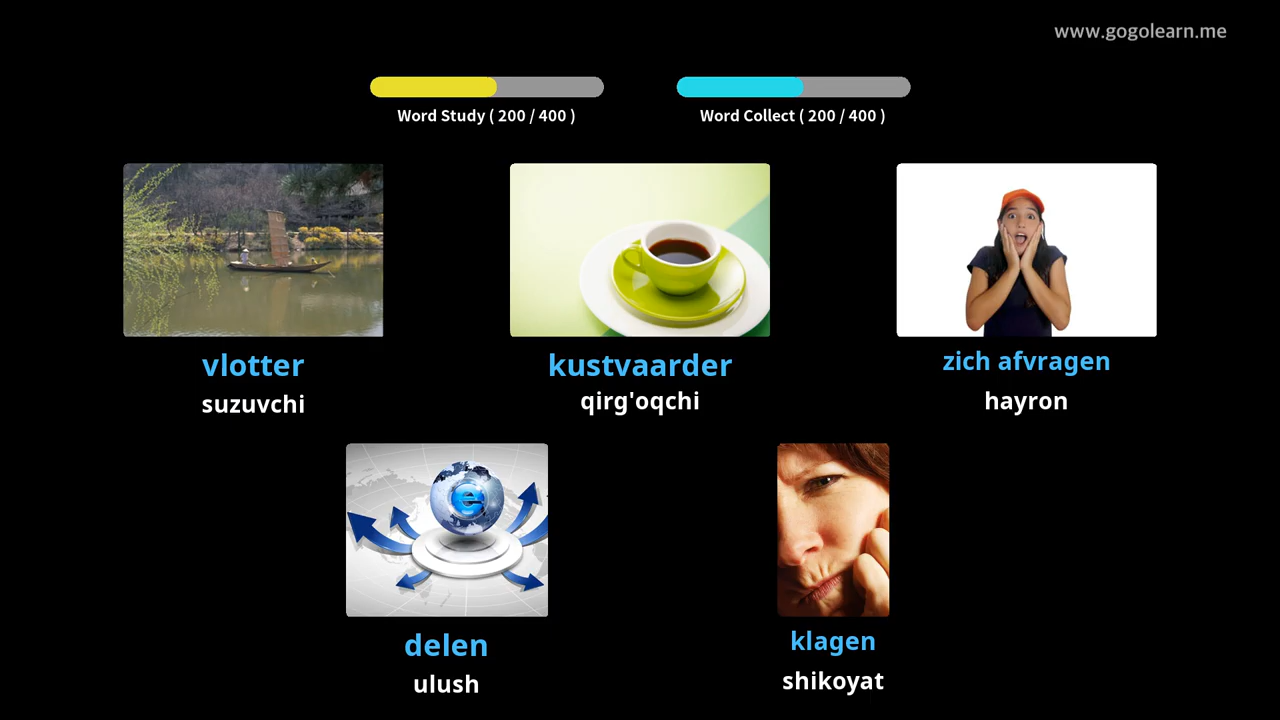 www.gogolearn.me
Word Study ( 200 / 400 )
Word Collect ( 200 / 400 )
vlotter
kustvaarder
zich afvragen
suzuvchi
qirg'oqchi
hayron
e
delen
klagen
ulush
shikoyat